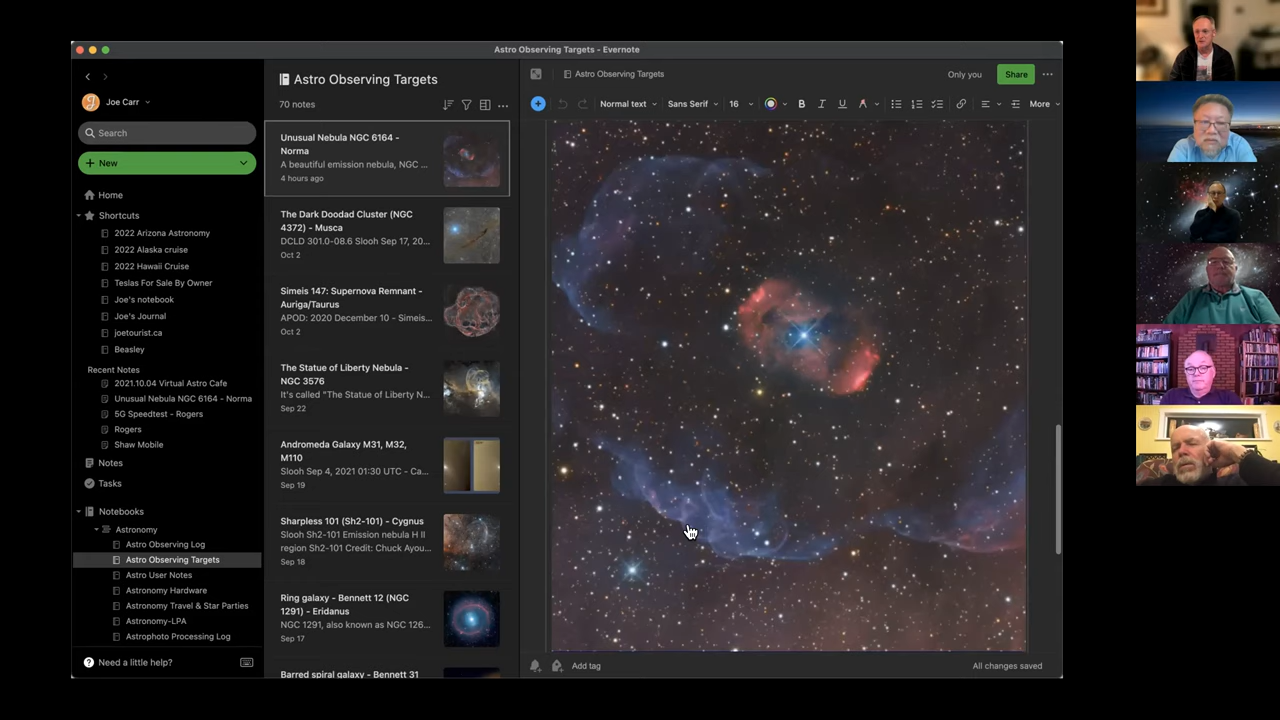 Astro Observing Targets - Evernote
Joe Carr
Search
New
Home
Shortcuts
2022 Arizona Astronomy
2022 Alaska cruise
2022 Hawaii Cruise
Teslas For Sale By Owner
Joe's notebook
Joe's Journal
joetourist.ca
Beasley
Recent Notes
2021.10.04 Virtual Astro Cafe
Unusual Nebula NGC 6164 - Norma
5G Speedtest - Rogers
Rogers
Shaw Mobile
Notes
Tasks
Notebooks
Astronomy
Astro Observing Log
Astro Observing Targets
Astro User Notes
Astronomy Hardware
Astronomy Travel & Star Parties
Astronomy-LPA
Astrophoto Processing Log
Need a little help?
Astro Observing Targets
70 notes
Unusual Nebula NGC 6164 -
Norma
A beautiful emission nebula, NGC ...
4 hours ago
The Dark Doodad Cluster (NGC
4372) - Musca
DCLD 301.0-08.6 Slooh Sep 17, 20...
Oct 2
Simeis 147: Supernova Remnant -
Auriga/Taurus
APOD: 2020 December 10 - Simeis...
Oct 2
The Statue of Liberty Nebula -
NGC 3576
It's called "The Statue of Liberty N...
Sep 22
Andromeda Galaxy M31, M32,
M110
Slooh Sep 4, 2021 01:30 UTC - Ca...
Sep 19
Sharpless 101 (Sh2-101) - Cygnus
Slooh Sh2-101 Emission nebula H II
region Sh2-101 Credit: Chuck Ayou...
Sep 18
Ring galaxy - Bennett 12 (NGC
1291) - Eridanus
NGC 1291, also known as NGC 126...
Sep 17
Barred spiral galaxy - Bennett 31
Astro Observing Targets
Only you
Share
Normal text
Sans Serif
16
B
I
U
A
More
Add tag
All changes saved